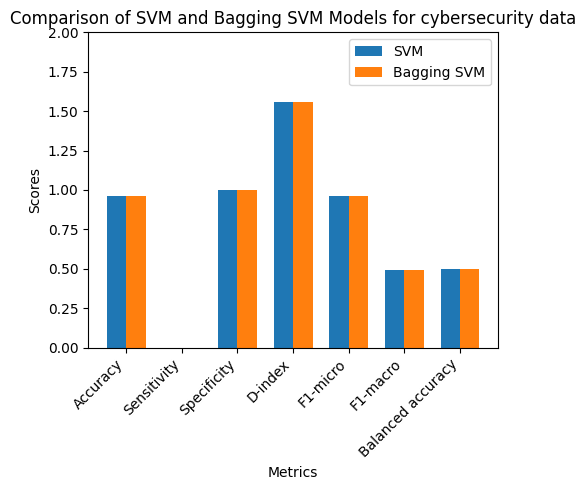 Comparison of SVM and Bagging SVM Models for cybersecurity data
SVM
Bagging SVM
2.00
1.75
1.50
1.25
1.00
0.75
0.50
0.25
0.00
Scores
Accuracy
Sensitivity
Specificity
D-index
F1-micro
F1-macro
Balanced accuracy
Metrics